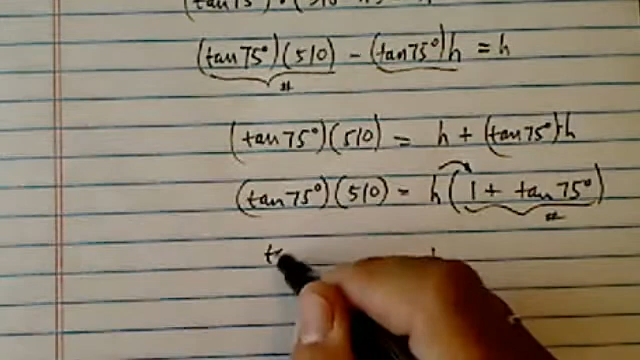 (tan75°)(510) - (tan75°)h = h
#
(tan75°)(510) = h + (tan75°)h
(tan75°)(510) = h(1 + tan75°)
#